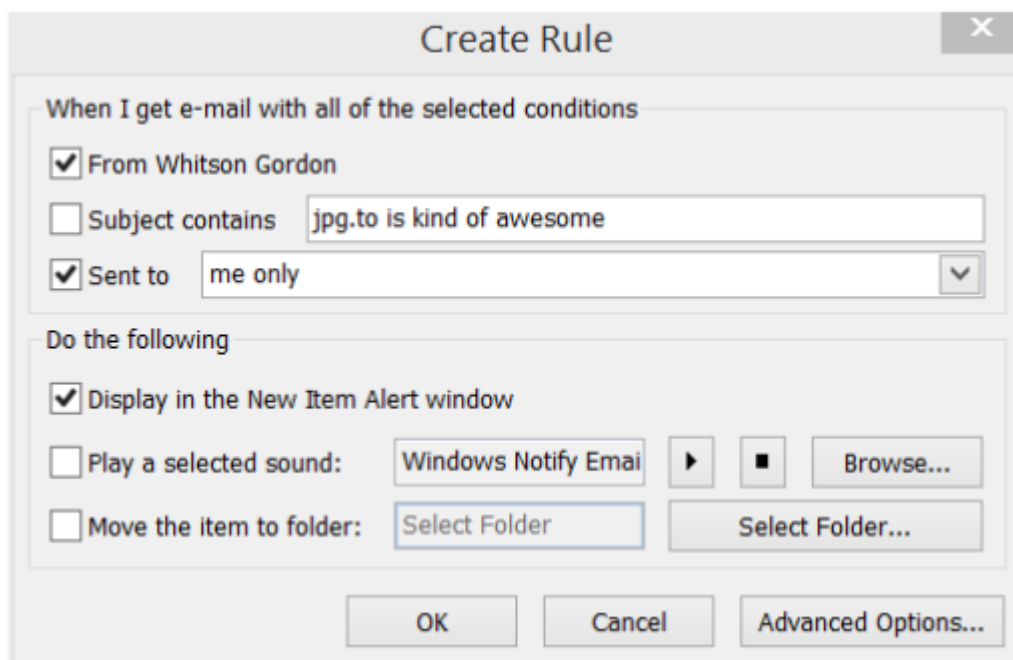 Create Rule
When I get e-mail with all of the selected conditions
From Whitson Gordon
Subject contains jpg.to is kind of awesome
Sent to me only
Do the following
Display in the New Item Alert window
Play a selected sound: Windows Notify Emai Browse...
Move the item to folder: Select Folder Select Folder...
OK Cancel Advanced Options...